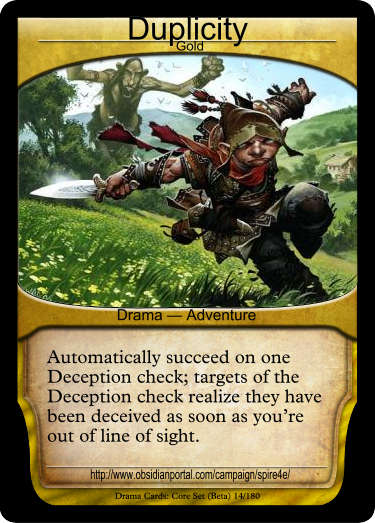 Duplicity
Gold
Drama — Adventure
Automatically succeed on one
Deception check; targets of the
Deception check realize they have
been deceived as soon as you're
out of line of sight.
http://www.obsidianportal.com/campaign/spire4e/
Drama Cards: Core Set (Beta) 14/180